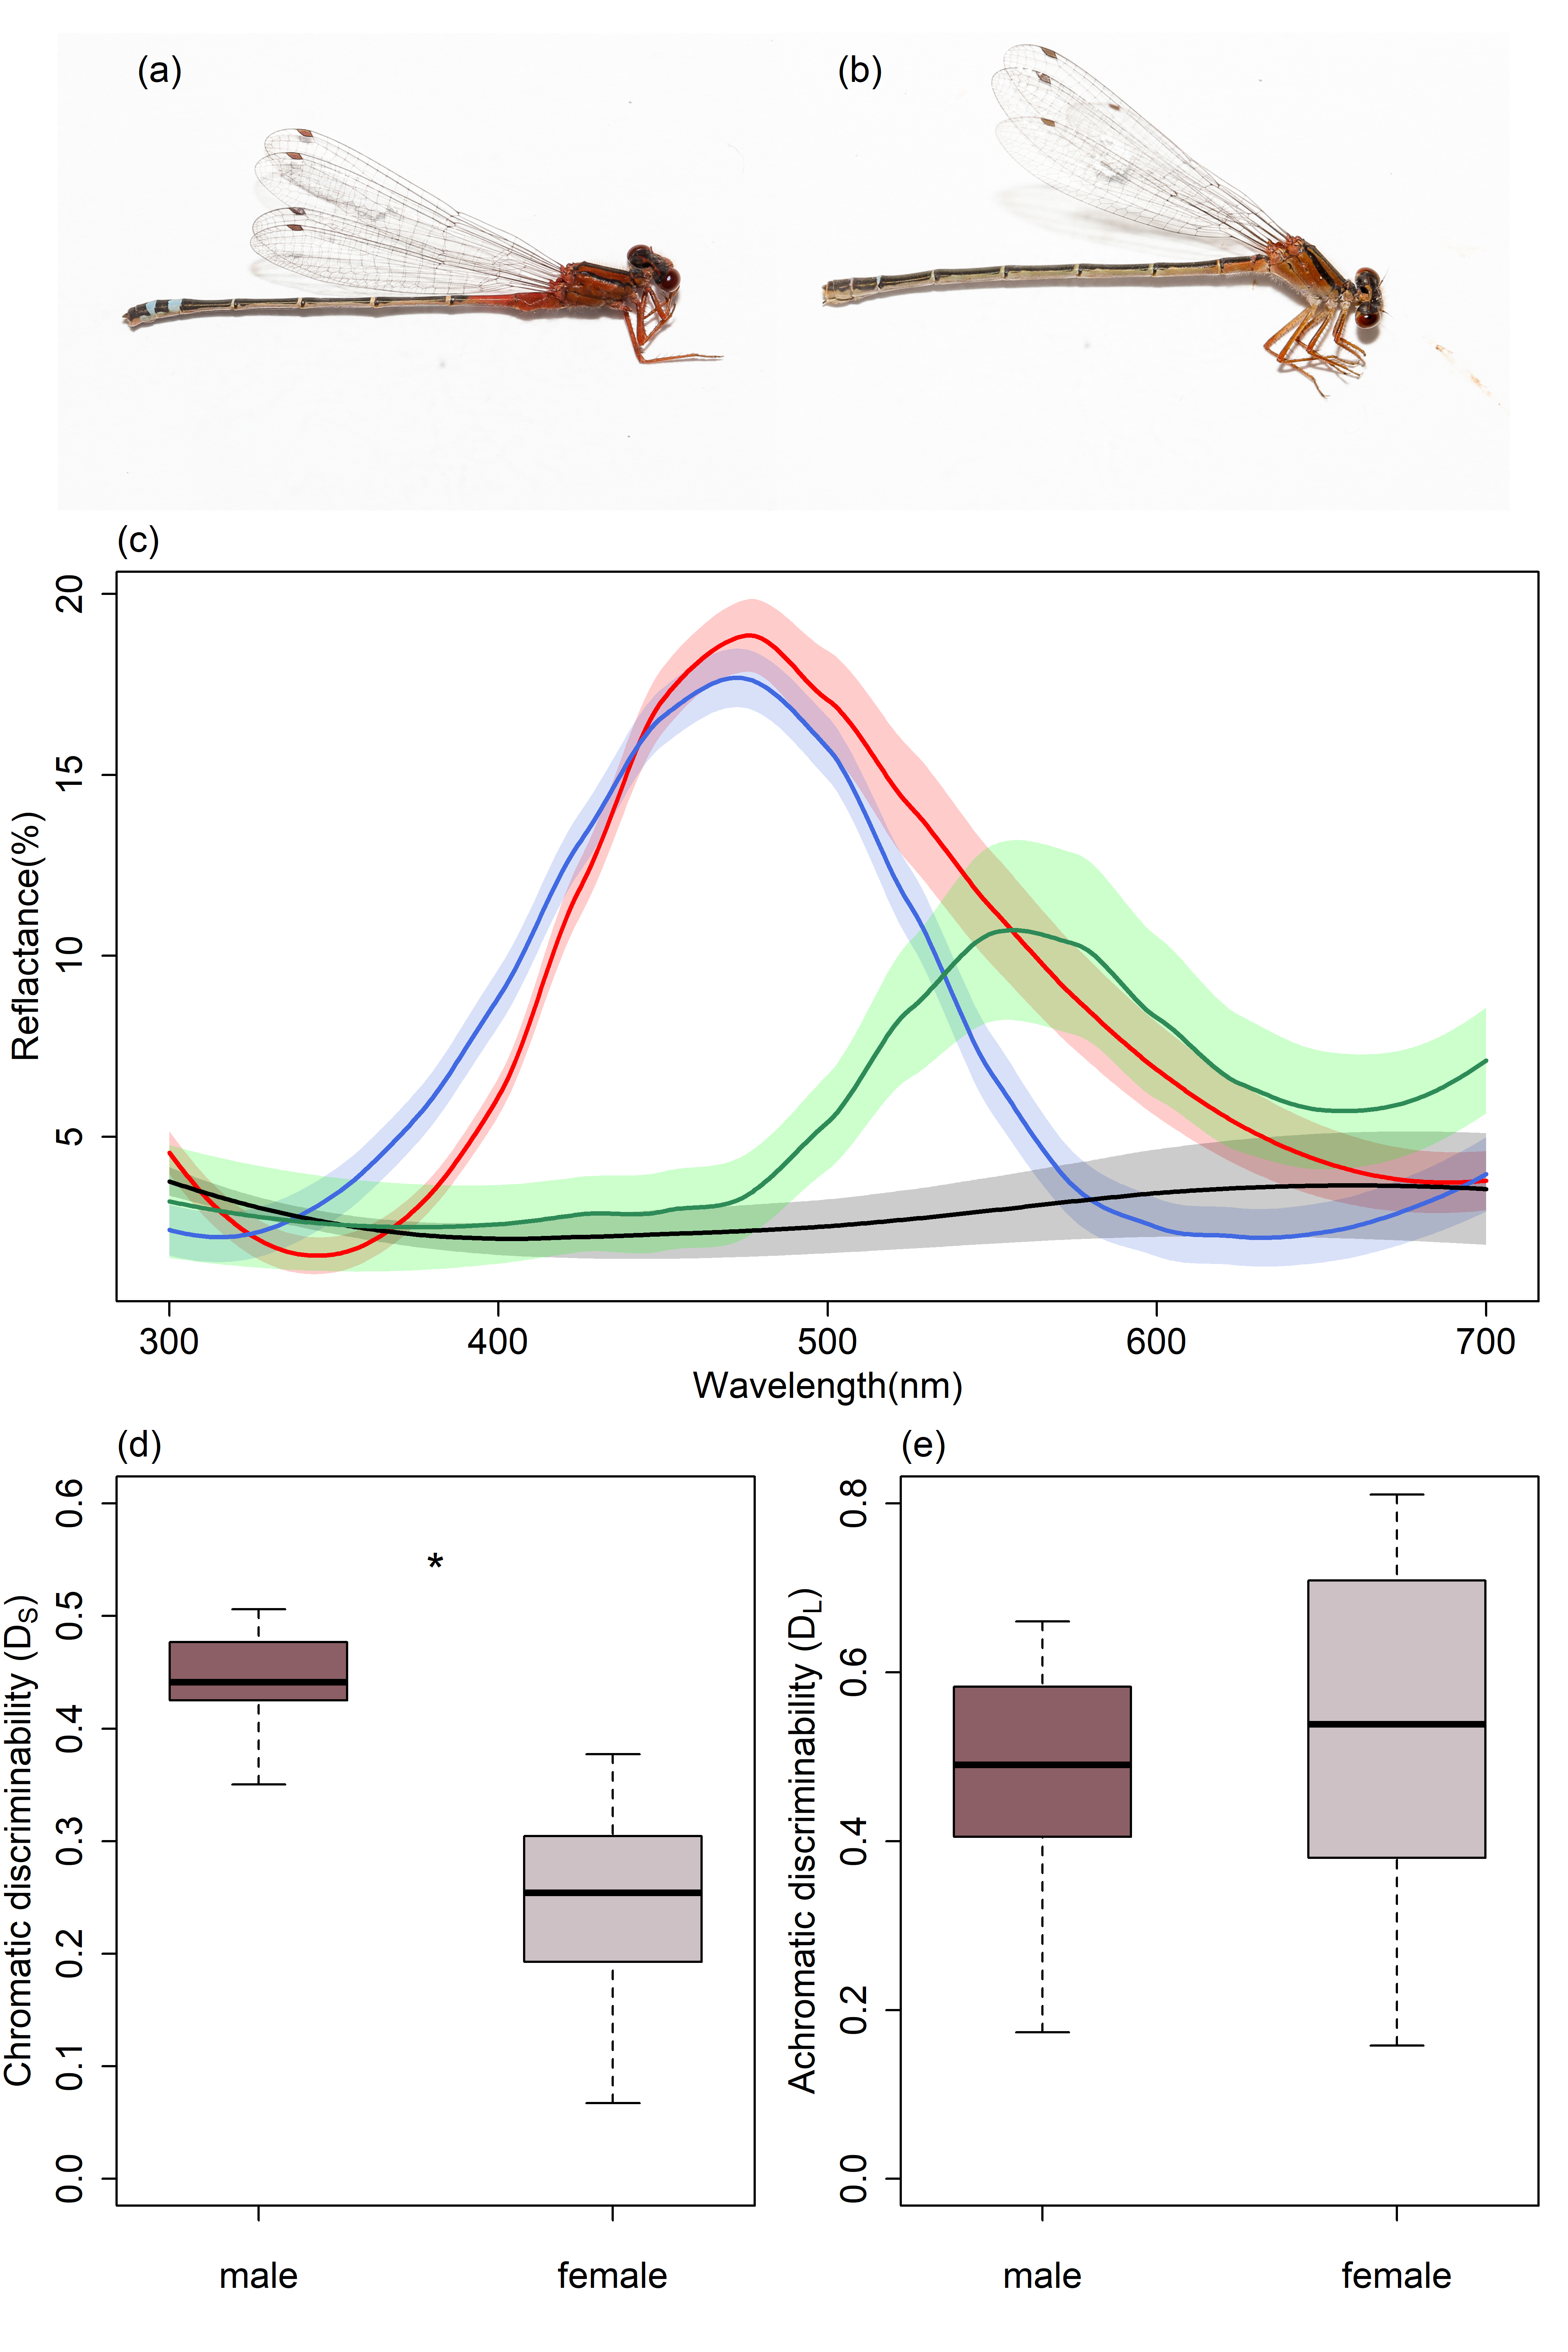 (a)
(b)
(c)
20
15
10
5
Reflactance(%)
300 400 500 600 700
Wavelength(nm)
(d)
0.6
0.5
0.4
0.3
0.2
0.1
0.0
Chromatic discriminability (DS)
*
male female
(e)
0.8
0.6
0.4
0.2
0.0
Achromatic discriminability (DL)
male female